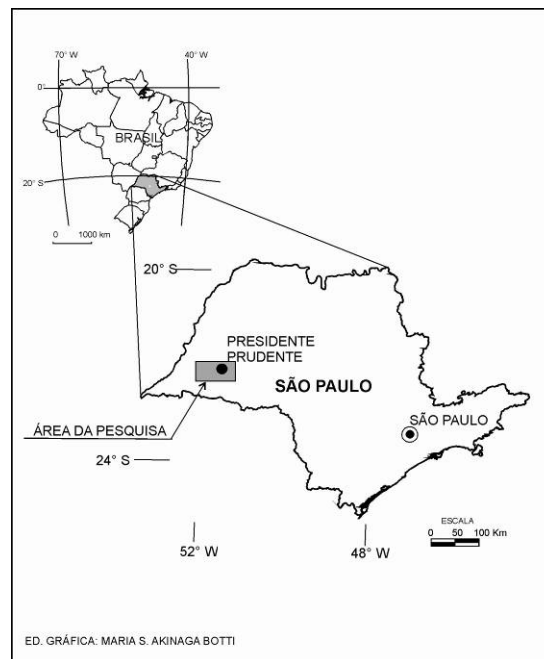 70° W
40° W
0°
BRASIL
20° S
0 1000 km
20° S
PRESIDENTE
PRUDENTE
SÃO PAULO
SÃO PAULO
ÁREA DA PESQUISA
24° S
52° W
48° W
ESCALA
0 50 100 Km
ED. GRÁFICA: MARIA S. AKINAGA BOTTI